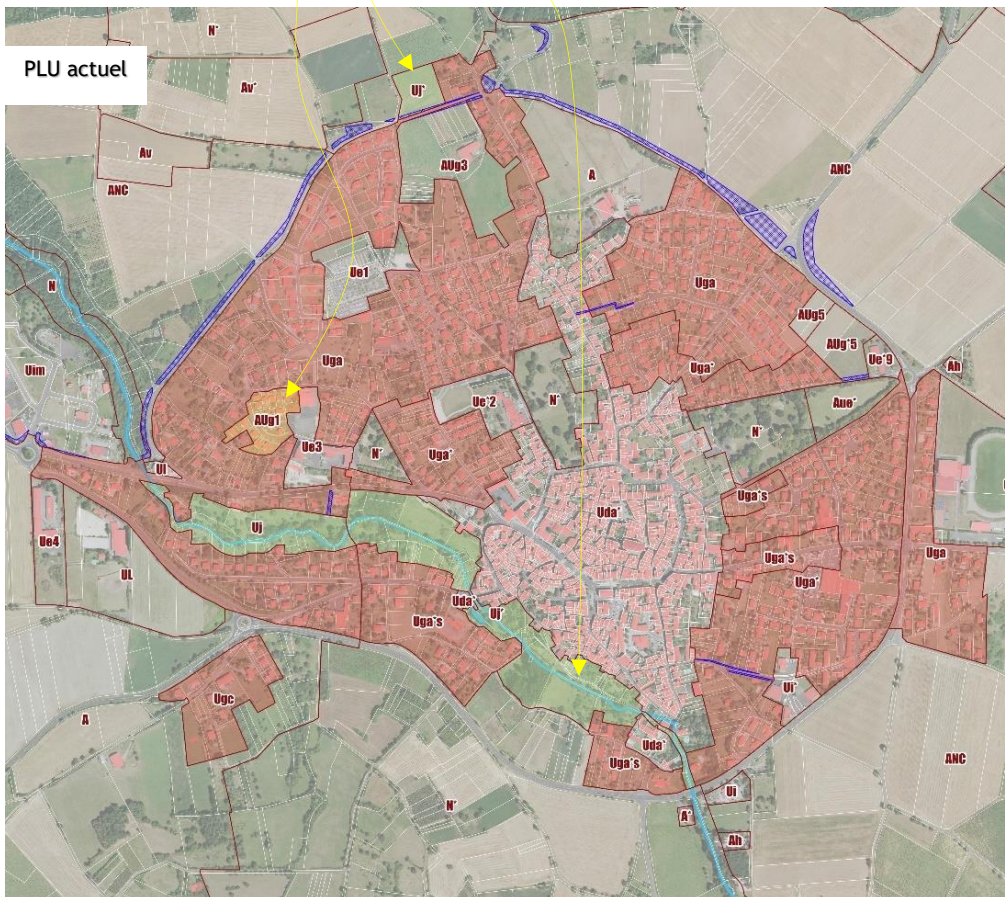 PLU actuel
N*
Av*
Uj*
Av
AUg3
ANC
A
ANC
Ue1
N
Uga
Uga
AUg5
AUg*5
Uim
Ue*9
Ah
Uga*
AUg1
Ue*2
N*
Aue*
Ue3
N*
Uga*
N*
UI
Uga*s
Uda*
Ue4
Uj
Uga*s
Uga
UL
Uga*
Uda*
Uj*
Uga*s
Ui*
Ugc
A
Uda*
Uga*s
ANC
Ui
N*
A*
Ah